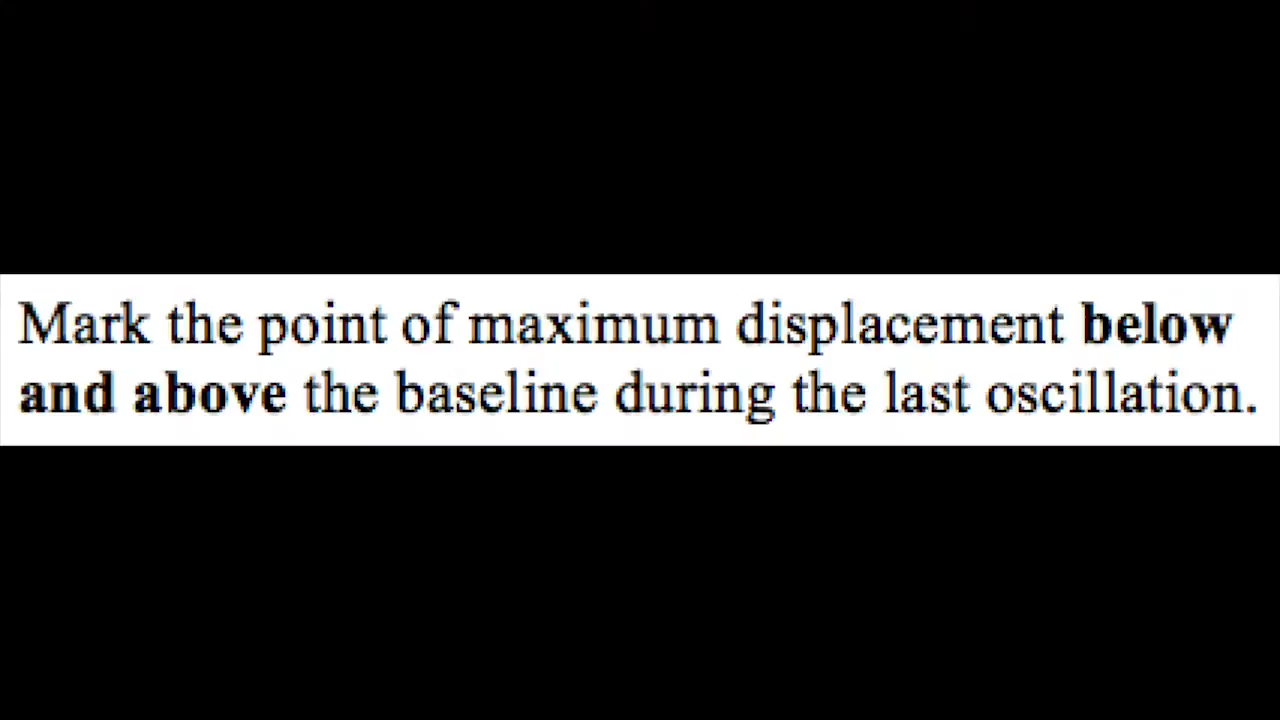 Mark the point of maximum displacement below
and above the baseline during the last oscillation.